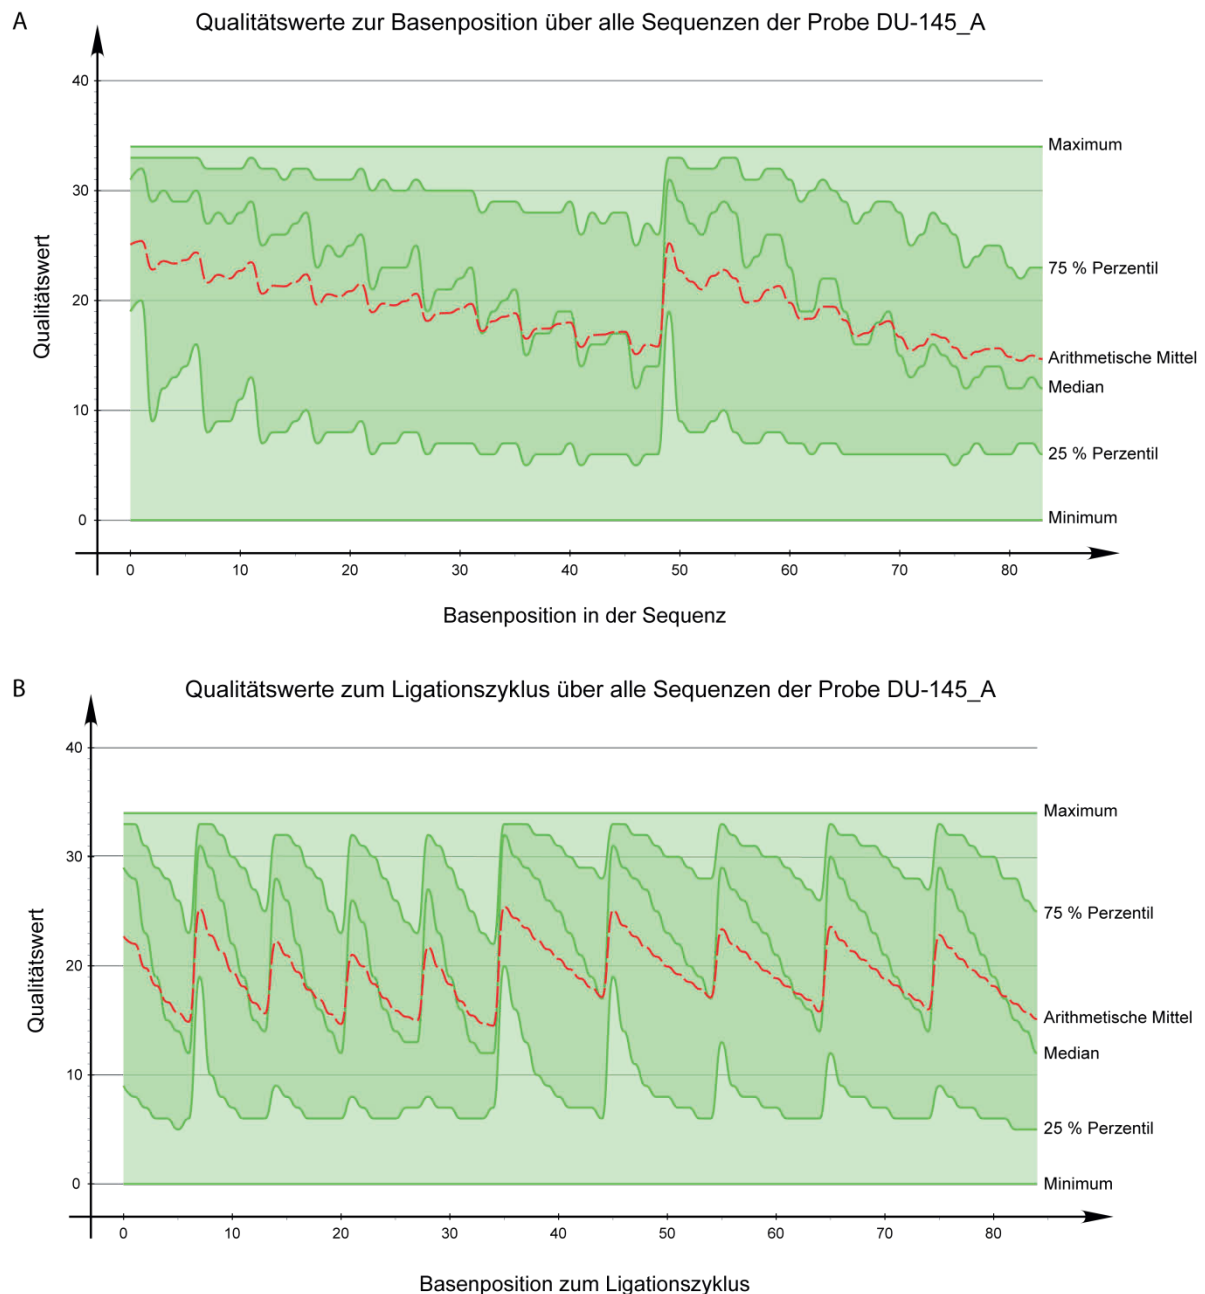 A
Qualitätswerte zur Basenposition über alle Sequenzen der Probe DU-145_A
40
Maximum
30
75 % Perzentil
Qualitätswert
20
Arithmetische Mittel
Median
10
25 % Perzentil
0
Minimum
0 10 20 30 40 50 60 70 80
Basenposition in der Sequenz
B
Qualitätswerte zum Ligationszyklus über alle Sequenzen der Probe DU-145_A
40
Maximum
30
75 % Perzentil
Qualitätswert
20
Arithmetische Mittel
Median
10
25 % Perzentil
0
Minimum
0 10 20 30 40 50 60 70 80
Basenposition zum Ligationszyklus